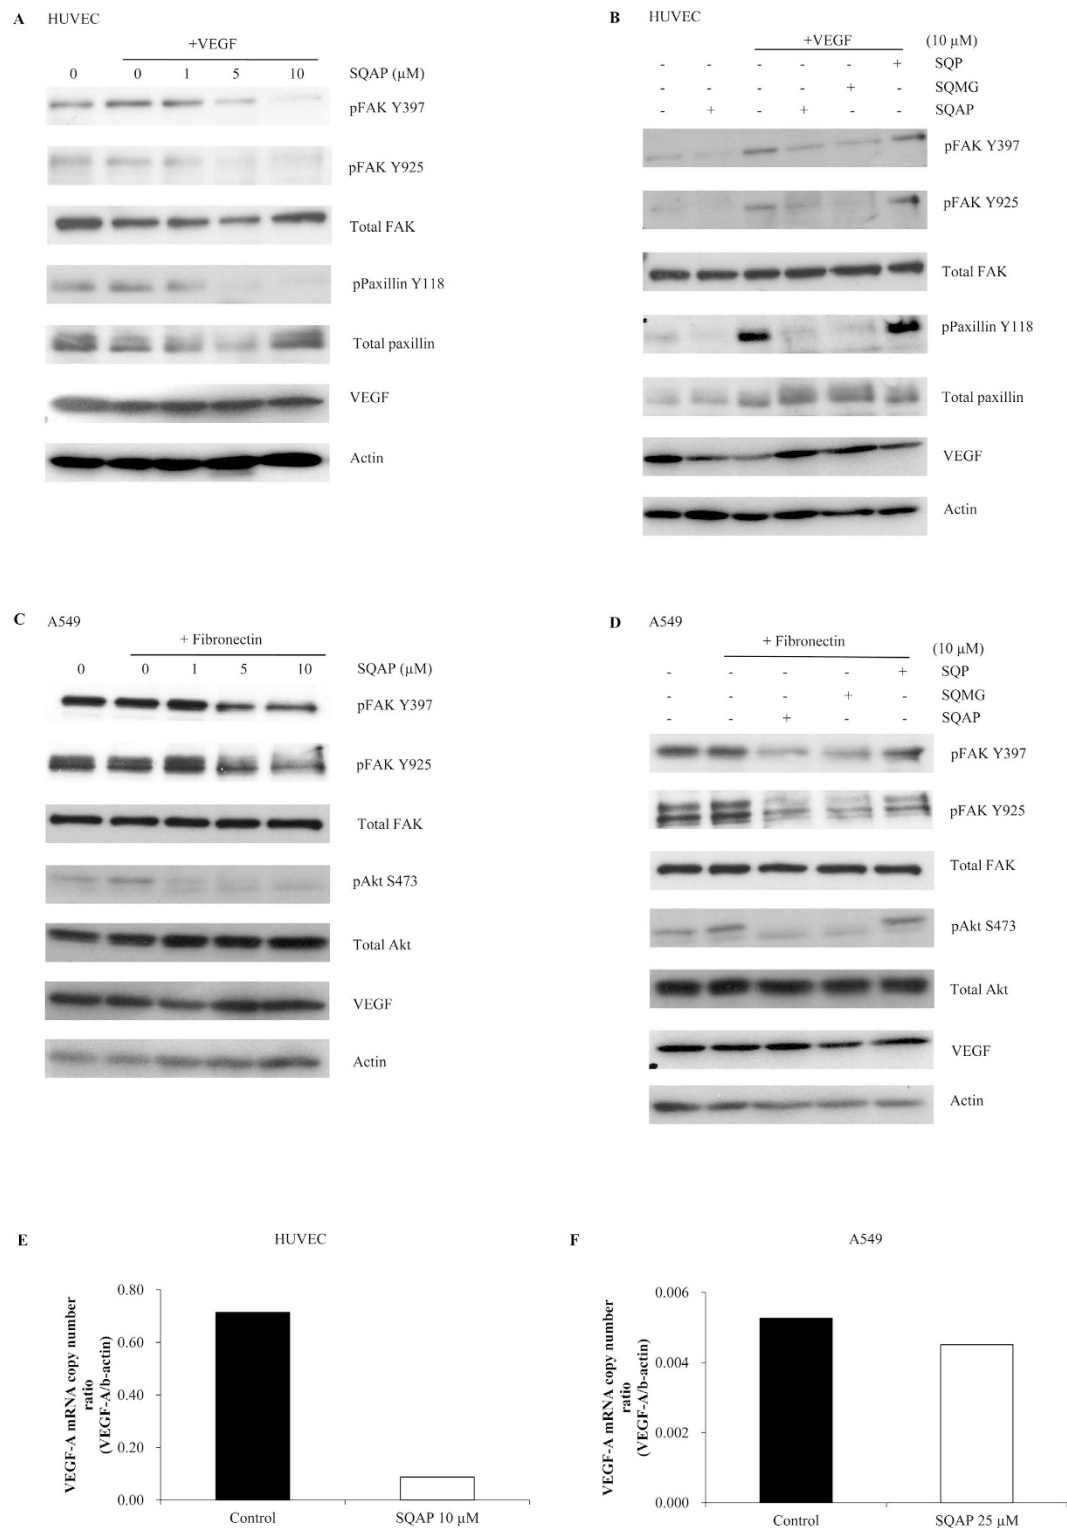 A HUVEC
+VEGF
0 0 1 5 10 SQAP (µM)
pFAK Y397
pFAK Y925
Total FAK
pPaxillin Y118
Total paxillin
VEGF
Actin
B HUVEC
+VEGF (10 µM)
- - - - - + SQP
- - - - + - SQMG
- + - + - - SQAP
pFAK Y397
pFAK Y925
Total FAK
pPaxillin Y118
Total paxillin
VEGF
Actin
C A549
+ Fibronectin
0 0 1 5 10 SQAP (µM)
pFAK Y397
pFAK Y925
Total FAK
pAkt S473
Total Akt
VEGF
Actin
D A549
+ Fibronectin (10 µM)
- - - - + SQP
- - - + - SQMG
- - + - - SQAP
pFAK Y397
pFAK Y925
Total FAK
pAkt S473
Total Akt
VEGF
Actin
E HUVEC
VEGF-A mRNA copy number
ratio
(VEGF-A/b-actin)
0.80
0.60
0.40
0.20
0.00
Control SQAP 10 µM
F A549
VEGF-A mRNA copy number
ratio
(VEGF-A/b-actin)
0.006
0.004
0.002
0.000
Control SQAP 25 µM